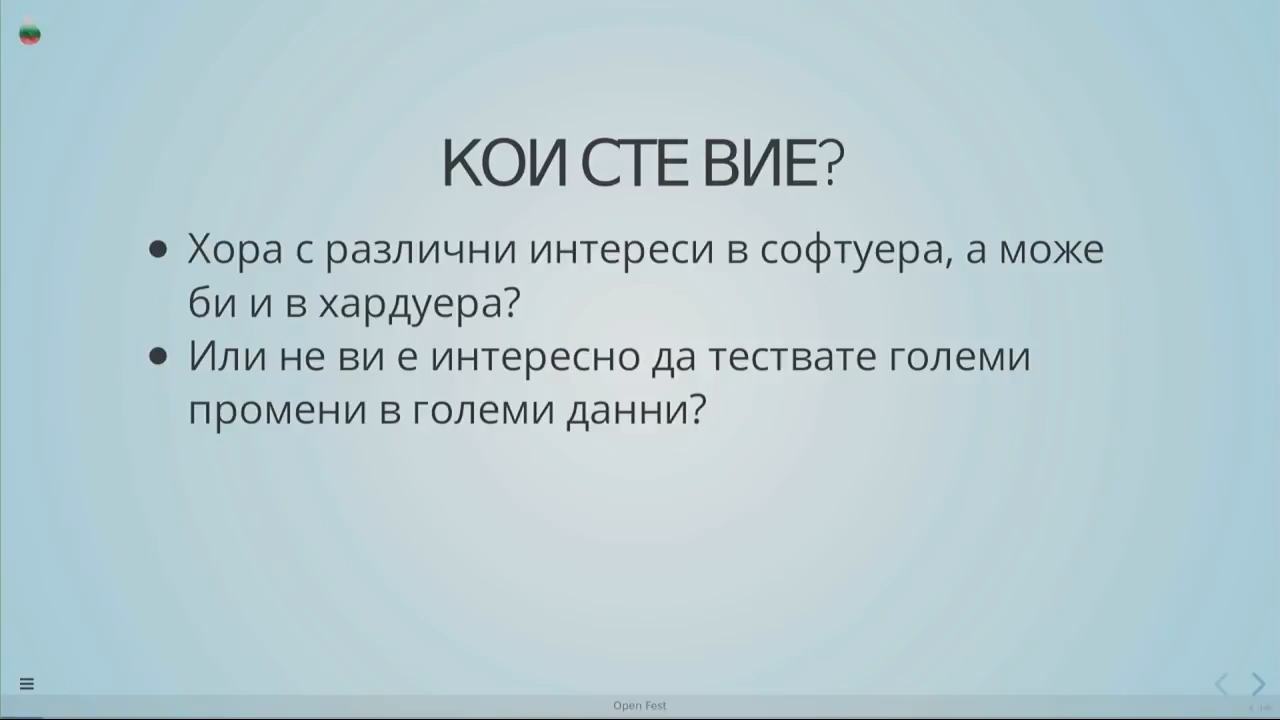 КОИ СТЕ ВИЕ?
● Хора с различни интереси в софтуера, а може
би и в хардуера?
● Или не ви е интересно да тествате големи
промени в големи данни?
Open Fest